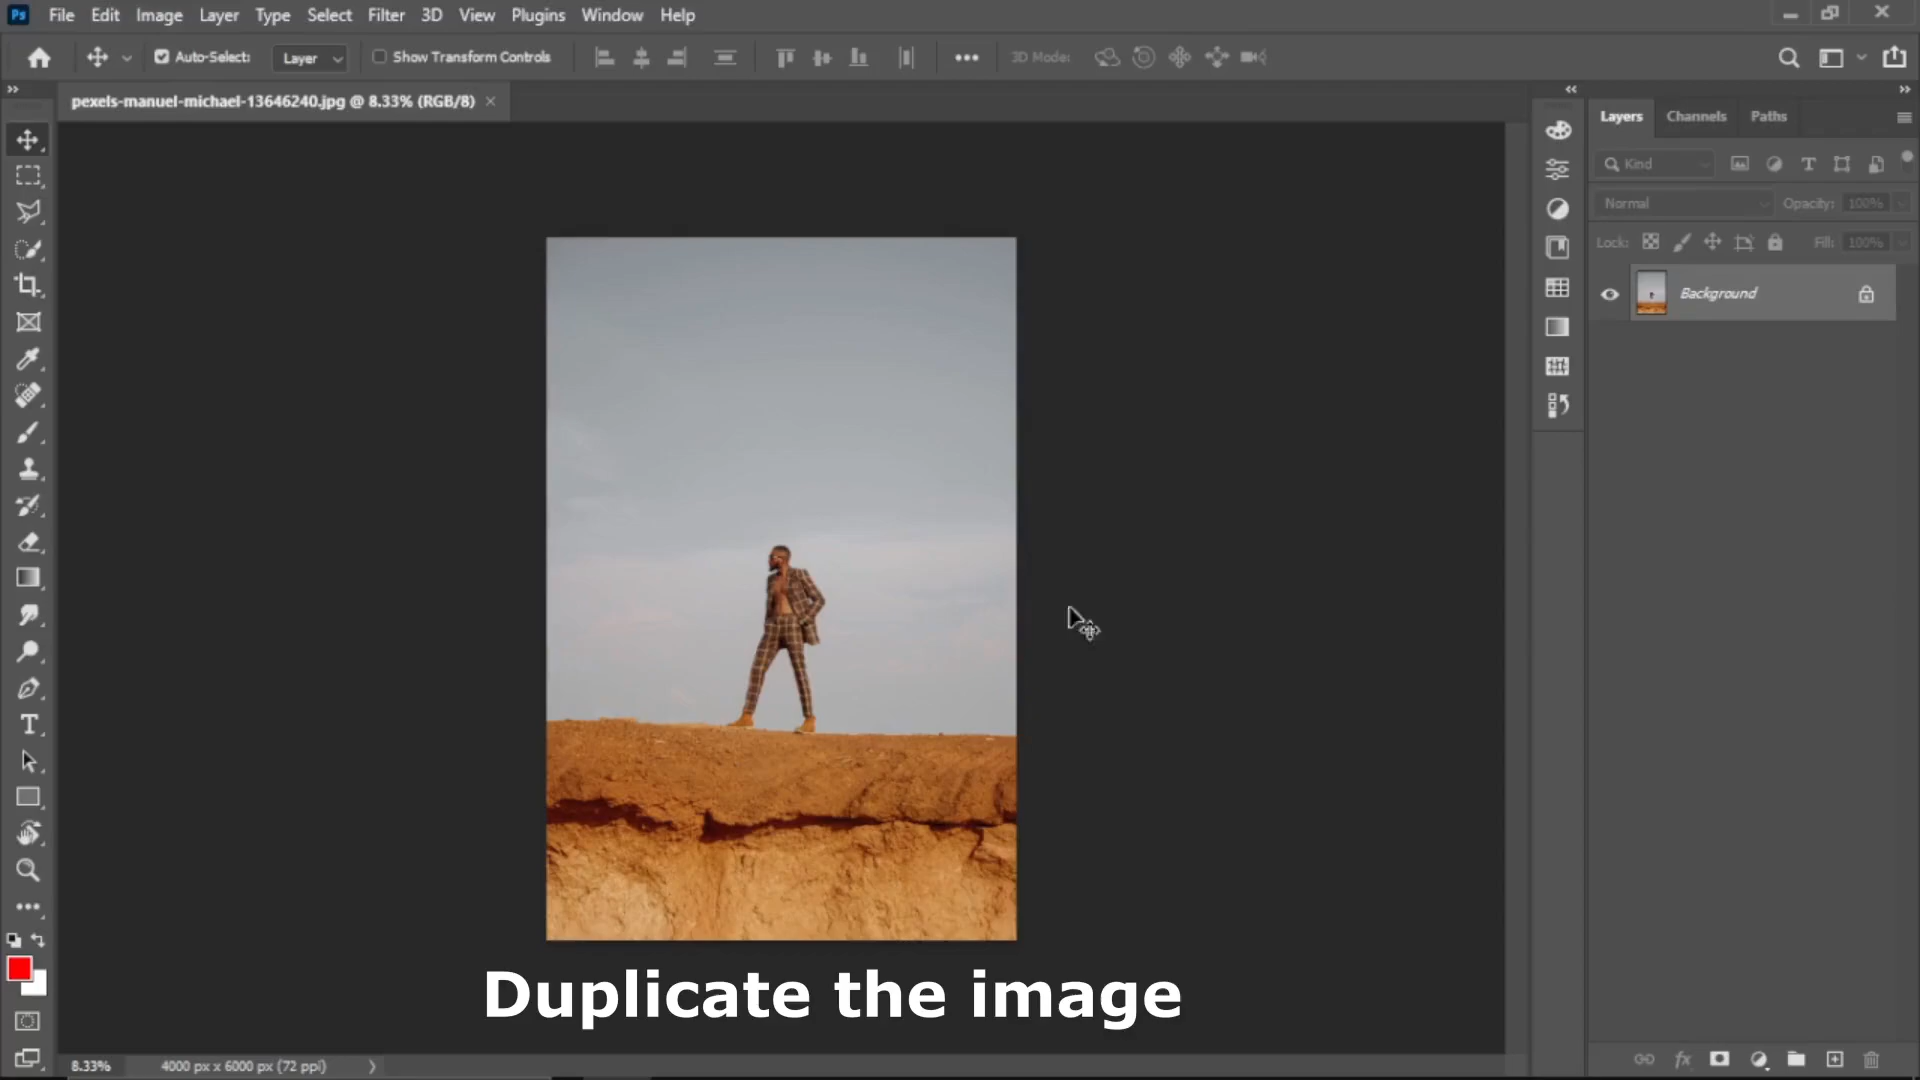 Ps File Edit Image Layer Type Select Filter 3D View Plugins Window Help
Auto-Select: Layer Show Transform Controls 3D Mode:
pexels-manuel-michael-13646240.jpg @ 8.33% (RGB/8)
Layers Channels Paths
Kind
Normal Opacity: 100%
Lock: Fill: 100%
Background
Duplicate the image
8.33% 4000 px x 6000 px (72 ppi)